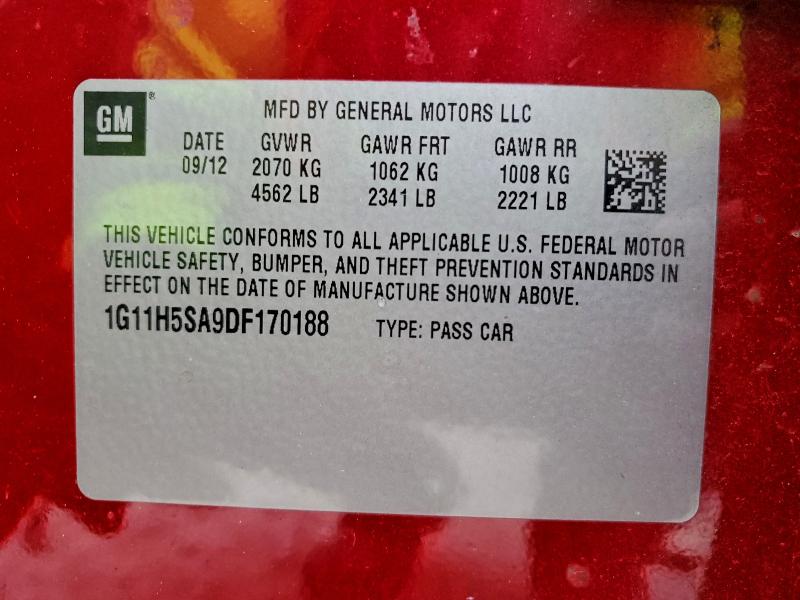 GM®
MFD BY GENERAL MOTORS LLC
DATE GVWR GAWR FRT GAWR RR
09/12 2070 KG 1062 KG 1008 KG
4562 LB 2341 LB 2221 LB
THIS VEHICLE CONFORMS TO ALL APPLICABLE U.S. FEDERAL MOTOR
VEHICLE SAFETY, BUMPER, AND THEFT PREVENTION STANDARDS IN
EFFECT ON THE DATE OF MANUFACTURE SHOWN ABOVE.
1G11H5SA9DF170188 TYPE: PASS CAR